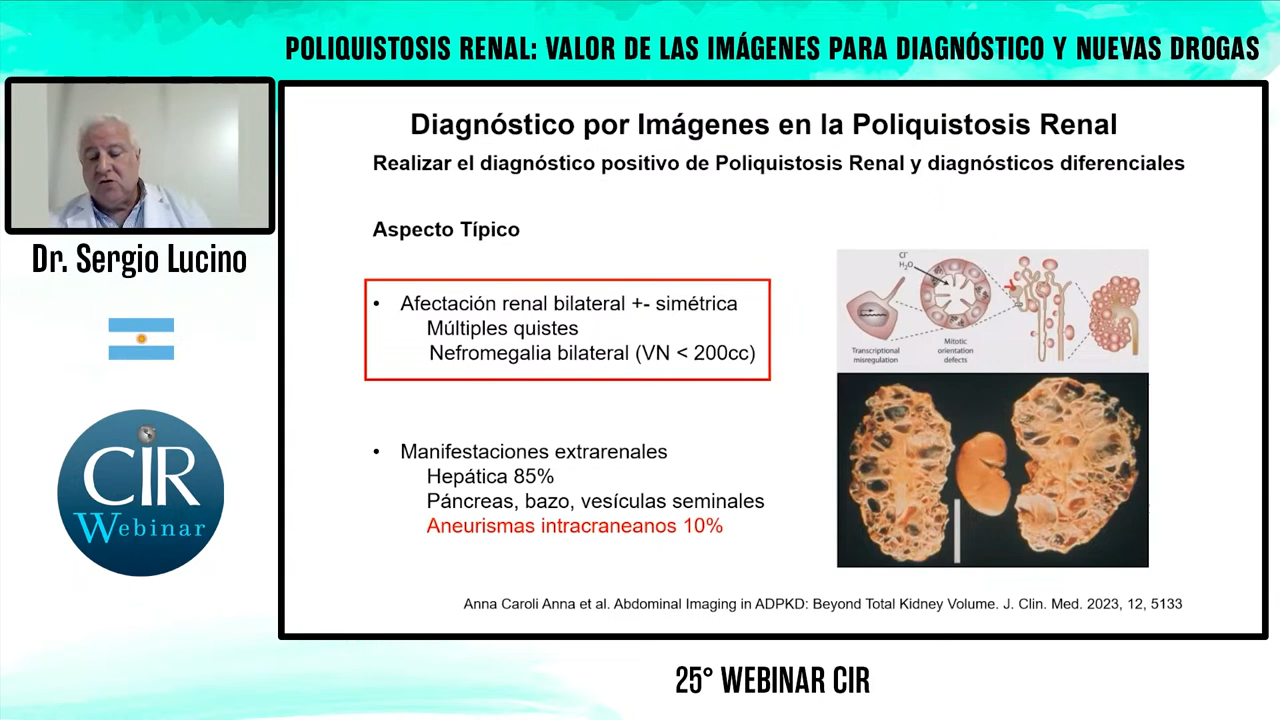 POLIQUISTOSIS RENAL: VALOR DE LAS IMÁGENES PARA DIAGNÓSTICO Y NUEVAS DROGAS
Dr. Sergio Lucino
CIR
Webinar
Diagnóstico por Imágenes en la Poliquistosis Renal
Realizar el diagnóstico positivo de Poliquistosis Renal y diagnósticos diferenciales
Aspecto Típico
• Afectación renal bilateral +- simétrica
Múltiples quistes
Nefromegalia bilateral (VN < 200cc)
• Manifestaciones extrarenales
Hepática 85%
Páncreas, bazo, vesículas seminales
Aneurismas intracraneanos 10%
Cl-
H2O
Transcriptional
misregulation
Mitotic
orientation
defects
Anna Caroli Anna et al. Abdominal Imaging in ADPKD: Beyond Total Kidney Volume. J. Clin. Med. 2023, 12, 5133
25° WEBINAR CIR